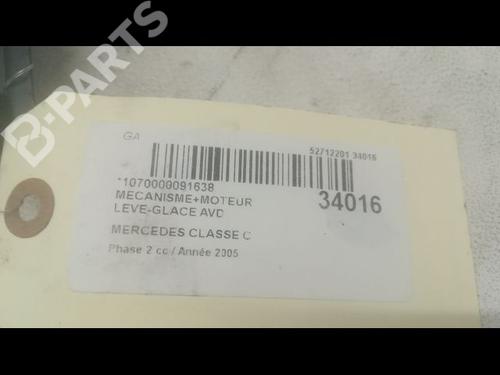 B-PARTS
GA
52712201 34016
*1070000091638
34016
MECANISME+MOTEUR
LEVE-GLACE AVD
MERCEDES CLASSE C
Phase 2 cc / Année 2005